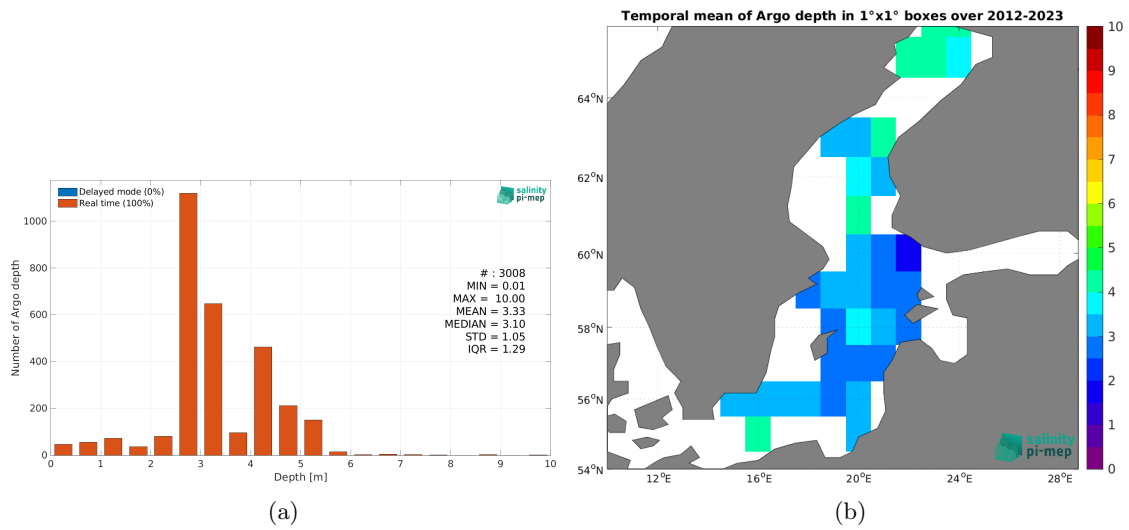 Delayed mode (0%)
Real time (100%)
salinity
pi-mep
# : 3008
MIN = 0.01
MAX = 10.00
MEAN = 3.33
MEDIAN = 3.10
STD = 1.05
IQR = 1.29
Number of Argo depth
1000
800
600
400
200
0
0 1 2 3 4 5 6 7 8 9 10
Depth [m]
(a)
Temporal mean of Argo depth in 1°x1° boxes over 2012-2023
64°N
62°N
60°N
58°N
56°N
54°N
12°E 16°E 20°E 24°E 28°E
salinity
pi-mep
10
9
8
7
6
5
4
3
2
1
0
(b)